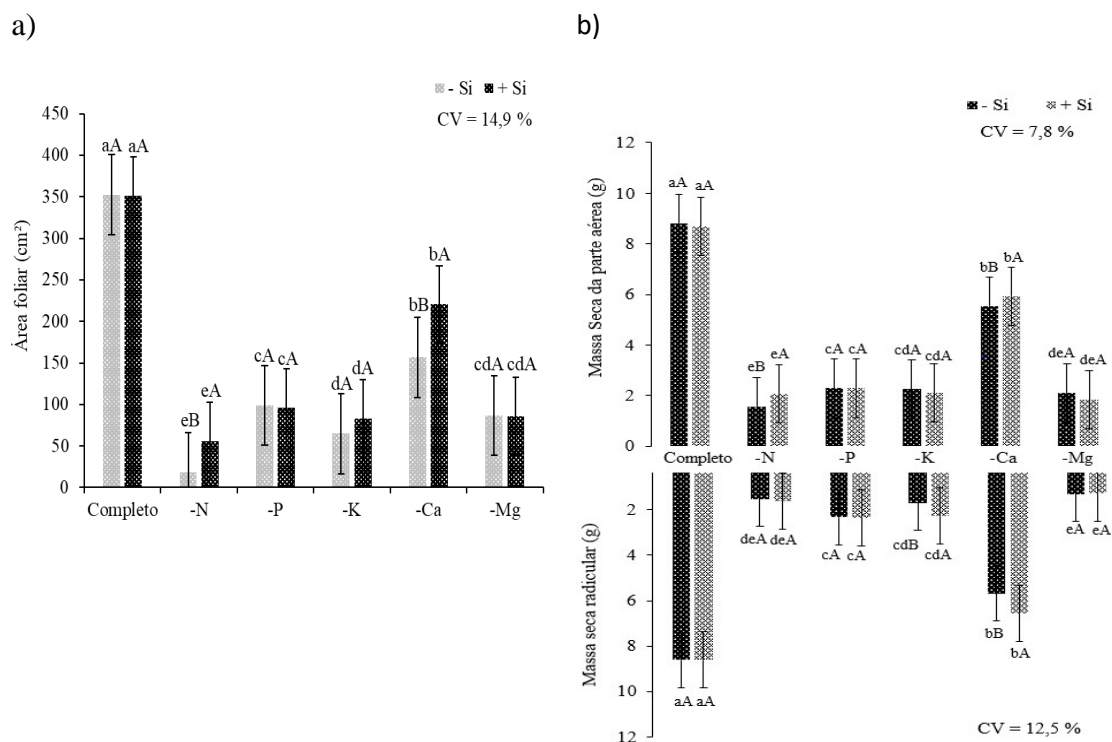 a)
- Si + Si
CV = 14,9 %
Área foliar (cm²)
450
400
350
300
250
200
150
100
50
0
aA aA
eB eA
cA cA
dA dA
bB bA
cdA cdA
Completo -N -P -K -Ca -Mg
b)
- Si + Si
CV = 7,8 %
Massa Seca da parte aérea (g)
12
10
8
6
4
2
0
aA aA
eB eA
cA cA
cdA cdA
bB bA
deA deA
Completo -N -P -K -Ca -Mg
Massa seca radicular (g)
2
4
6
8
10
12
aA aA
deA deA
cA cA
cdB cdA
bB bA
eA eA
CV = 12,5 %